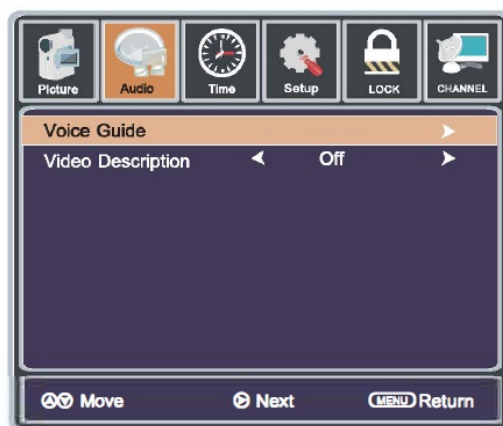 Picture Audio Time Setup LOCK CHANNEL
Voice Guide
Video Description Off
Move Next MENU Return